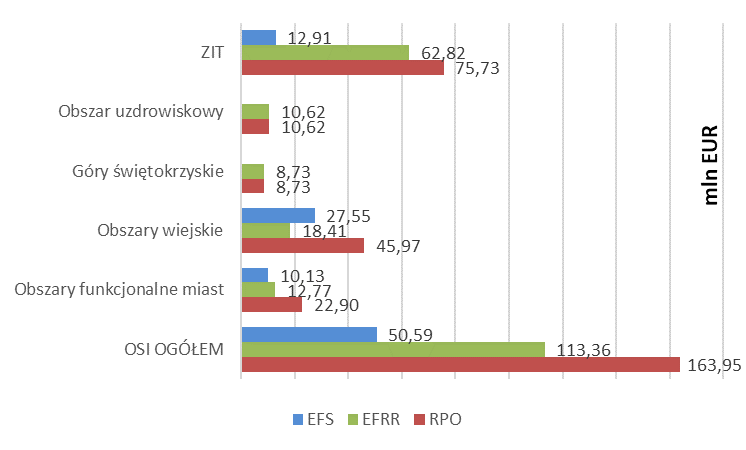 ZIT
12,91
62,82
75,73
Obszar uzdrowiskowy
10,62
10,62
Góry świętokrzyskie
8,73
8,73
Obszary wiejskie
27,55
18,41
45,97
Obszary funkcjonalne miast
10,13
12,77
22,90
OSI OGÓŁEM
50,59
113,36
163,95
mln EUR
EFS EFRR RPO